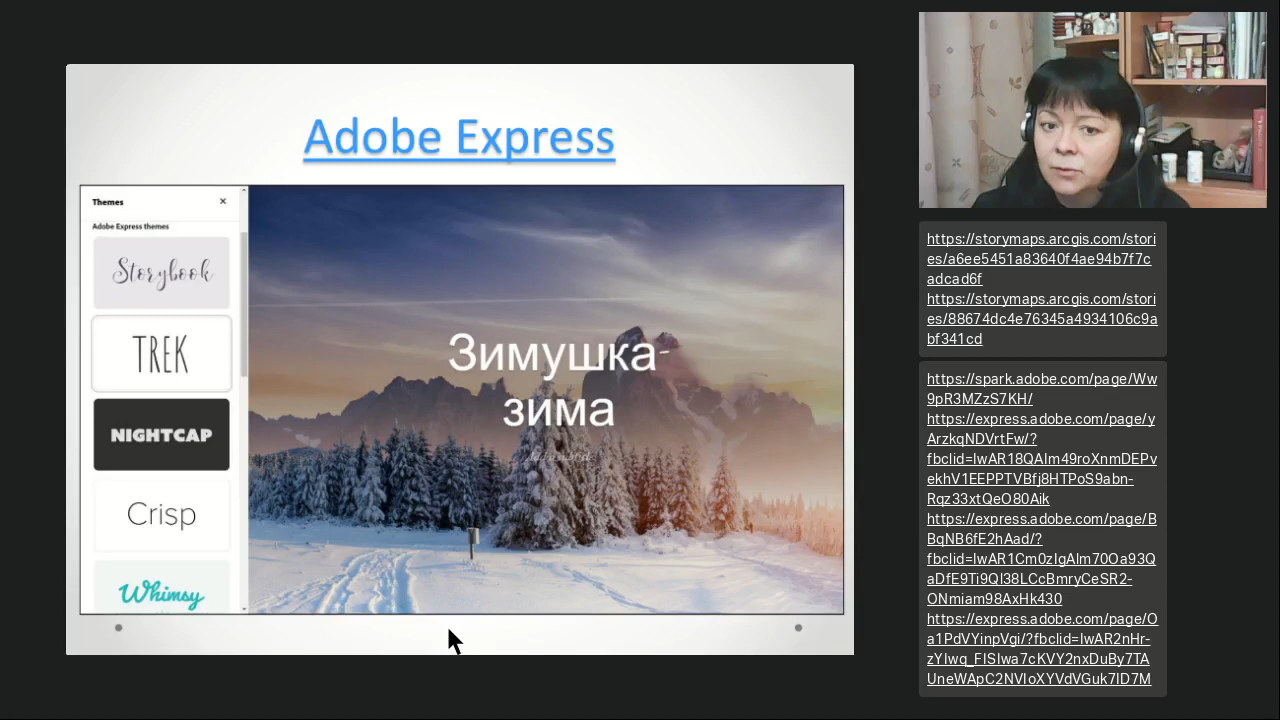 Adobe Express
Themes
Adobe Express themes
Storybook
TREK
NIGHTCAP
Crisp
Whimsy
Зимушка-
зима
https://storymaps.arcgis.com/stori
es/a6ee5451a83640f4ae94b7f7c
adcad6f
https://storymaps.arcgis.com/stori
es/88674dc4e76345a4934106c9a
bf341cd
https://spark.adobe.com/page/Ww
9pR3MZzS7KH/
https://express.adobe.com/page/y
ArzkqNDVrtFw/?
fbclid=IwAR18QAIm49roXnmDEPv
ekhV1EEPPTVBfj8HTPoS9abn-
Rqz33xtQeO80Aik
https://express.adobe.com/page/B
BqNB6fE2hAad/?
fbclid=IwAR1Cm0zIgAlm70Oa93Q
aDfE9Ti9Ql38LCcBmryCeSR2-
ONmiam98AxHk430
https://express.adobe.com/page/O
a1PdVYinpVgi/?fbclid=IwAR2nHr-
zYIwq_FISIwa7cKVY2nxDuBy7TA
UneWApC2NVIoXYVdVGuk7lD7M